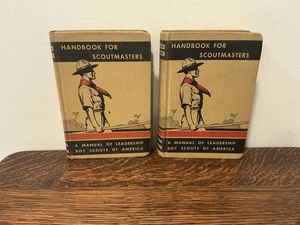 HANDBOOK FOR
SCOUTMASTERS
A MANUAL OF LEADERSHIP
BOY SCOUTS OF AMERICA
HANDBOOK FOR
SCOUTMASTERS
A MANUAL OF LEADERSHIP
BOY SCOUTS OF AMERICA